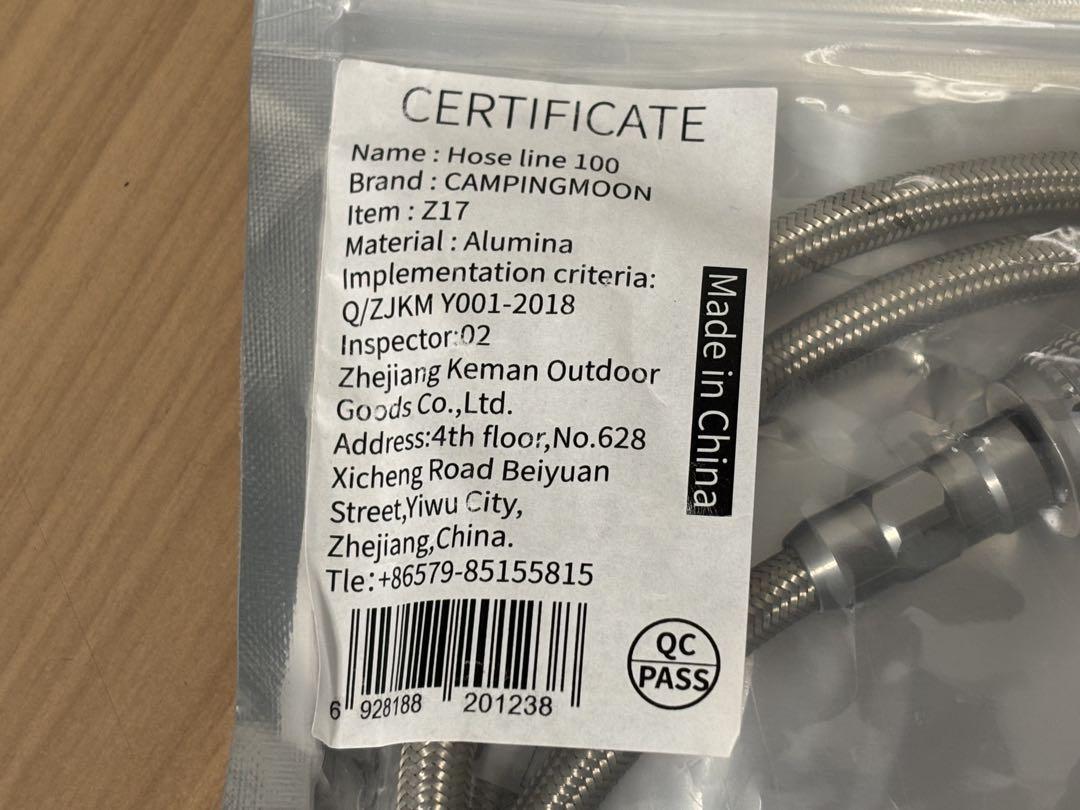 CERTIFICATE
Name : Hose line 100
Brand : CAMPINGMOON
Item : Z17
Material : Alumina
Implementation criteria:
Q/ZJKM Y001-2018
Inspector:02
Zhejiang Keman Outdoor
Goods Co.,Ltd.
Address:4th floor,No.628
Xicheng Road Beiyuan
Street,Yiwu City,
Zhejiang,China.
Tle:+86579-85155815
6 928188 201238
Made in China
QC
PASS